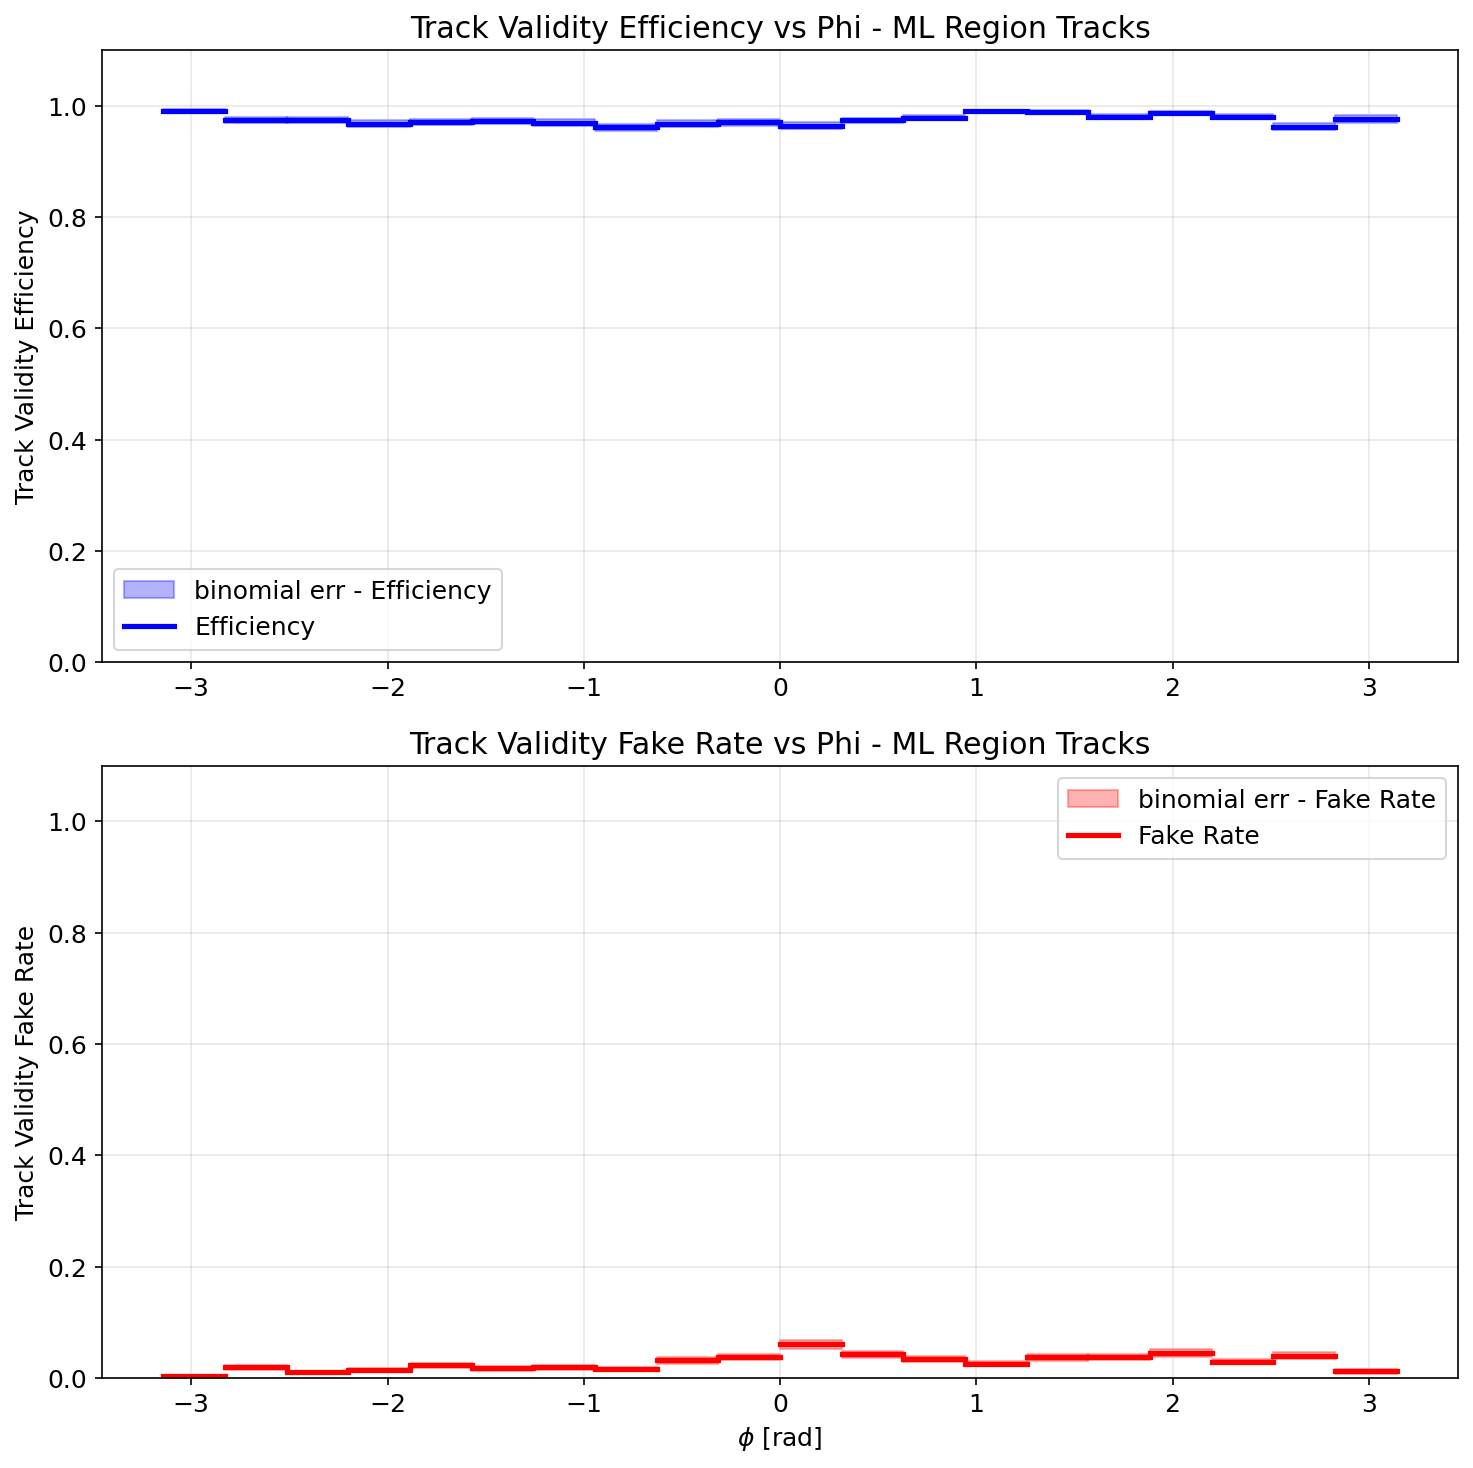 Track Validity Efficiency vs Phi - ML Region Tracks
Track Validity Efficiency
1.0
0.8
0.6
0.4
0.2
0.0
binomial err - Efficiency
Efficiency
−3 −2 −1 0 1 2 3
Track Validity Fake Rate vs Phi - ML Region Tracks
Track Validity Fake Rate
1.0
0.8
0.6
0.4
0.2
0.0
binomial err - Fake Rate
Fake Rate
−3 −2 −1 0 1 2 3
ϕ [rad]